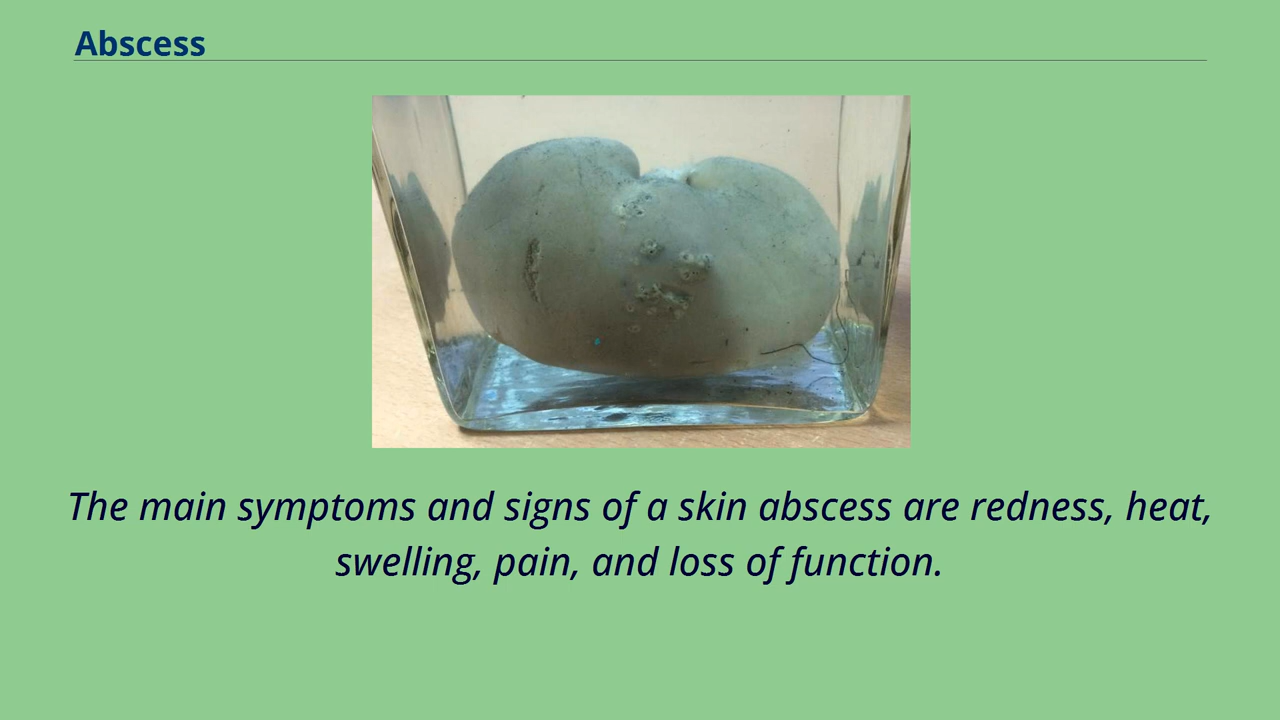 Abscess
The main symptoms and signs of a skin abscess are redness, heat,
swelling, pain, and loss of function.